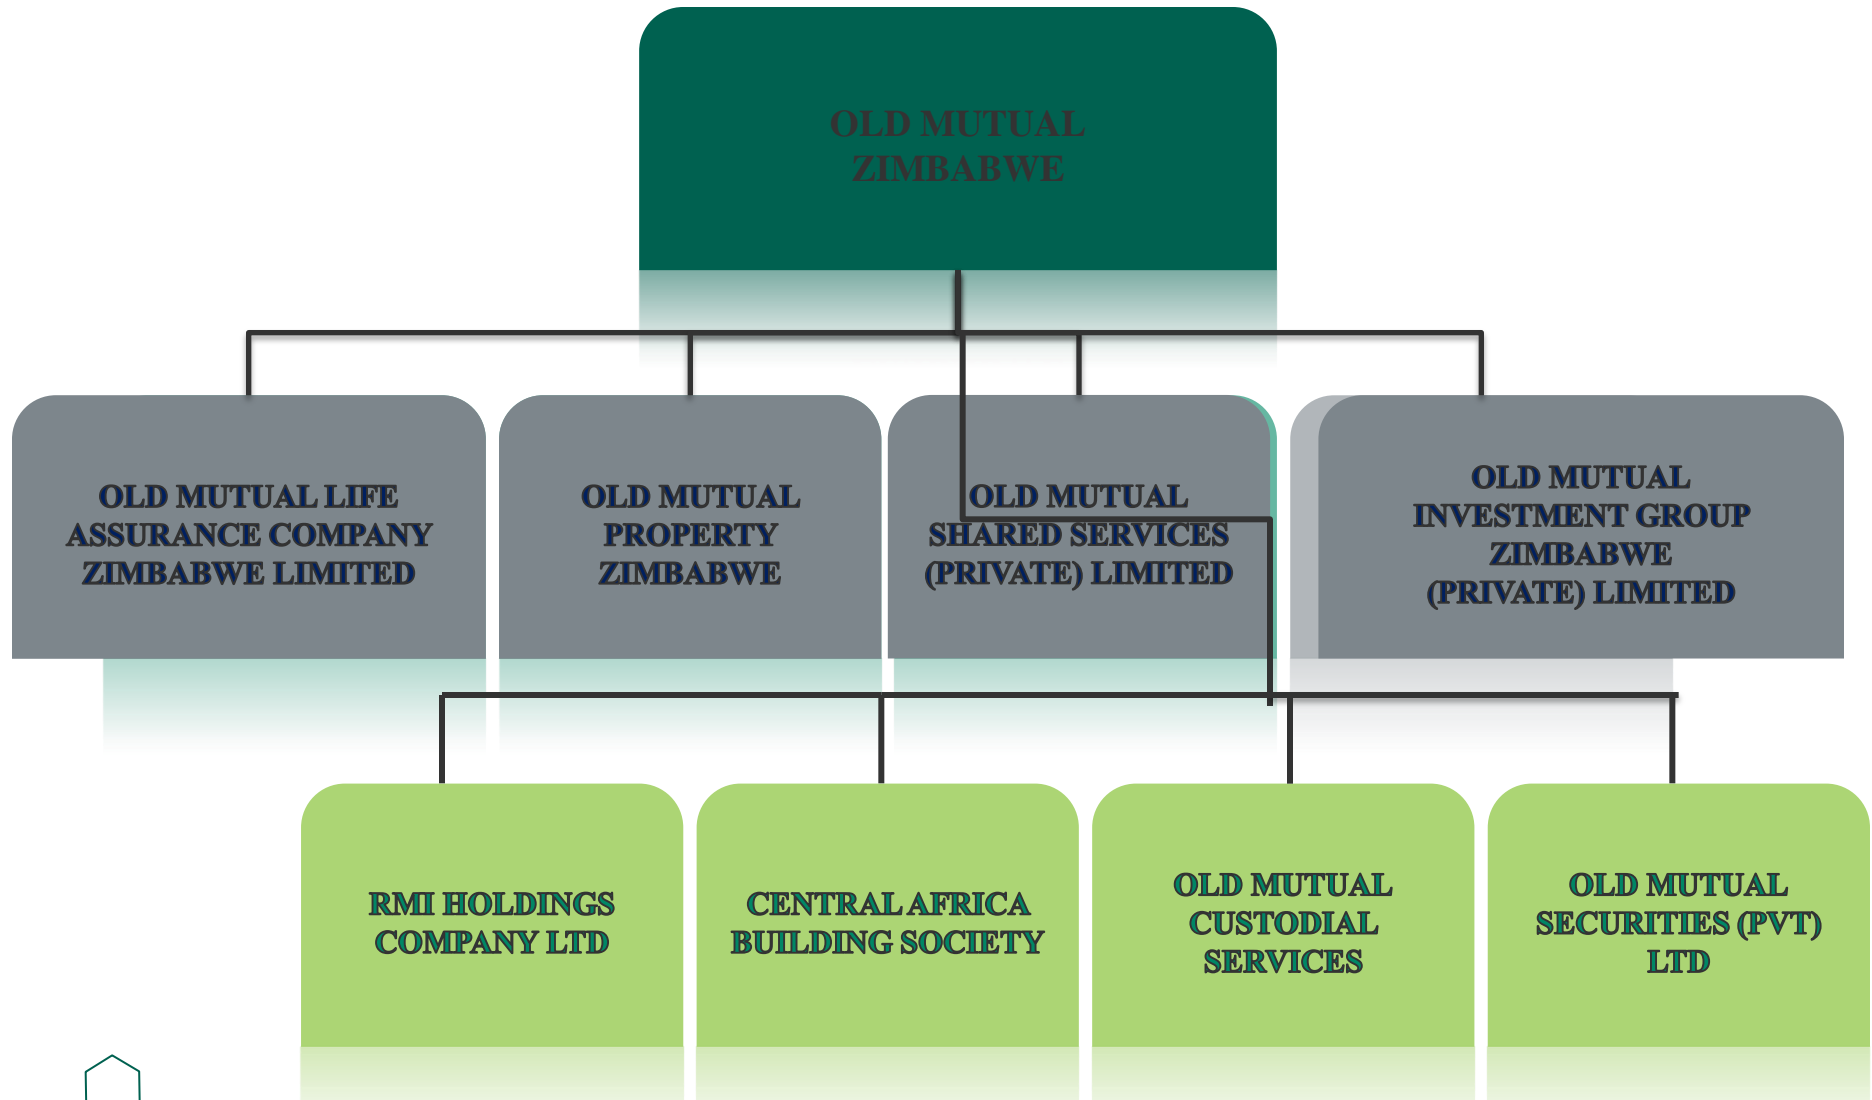 OLD MUTUAL
ZIMBABWE
OLD MUTUAL LIFE
ASSURANCE COMPANY
ZIMBABWE LIMITED
OLD MUTUAL
PROPERTY
ZIMBABWE
OLD MUTUAL
SHARED SERVICES
(PRIVATE) LIMITED
OLD MUTUAL
INVESTMENT GROUP
ZIMBABWE
(PRIVATE) LIMITED
RMI HOLDINGS
COMPANY LTD
CENTRAL AFRICA
BUILDING SOCIETY
OLD MUTUAL
CUSTODIAL
SERVICES
OLD MUTUAL
SECURITIES (PVT)
LTD